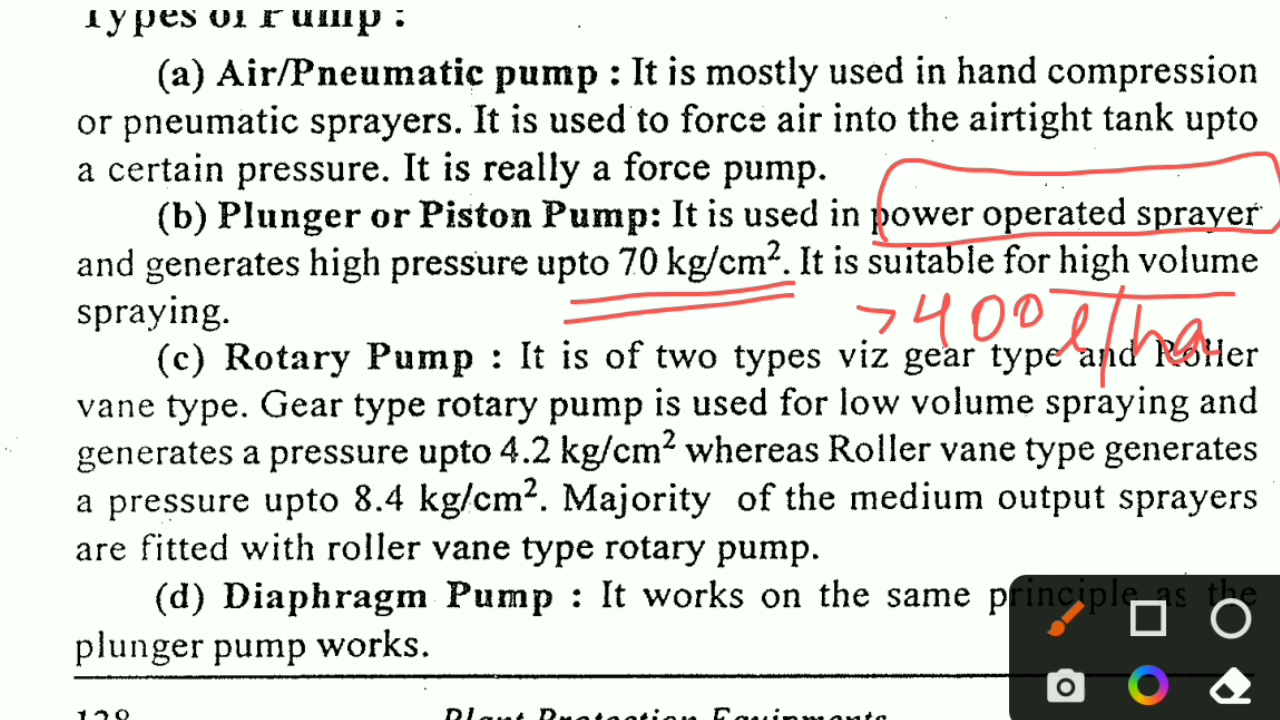 Types of Pump :
(a) Air/Pneumatic pump : It is mostly used in hand compression
or pneumatic sprayers. It is used to force air into the airtight tank upto
a certain pressure. It is really a force pump.
(b) Plunger or Piston Pump: It is used in power operated sprayer
and generates high pressure upto 70 kg/cm². It is suitable for high volume
spraying.
>400 l/ha
(c) Rotary Pump : It is of two types viz gear type and Roller
vane type. Gear type rotary pump is used for low volume spraying and
generates a pressure upto 4.2 kg/cm² whereas Roller vane type generates
a pressure upto 8.4 kg/cm². Majority of the medium output sprayers
are fitted with roller vane type rotary pump.
(d) Diaphragm Pump : It works on the same principle as the
plunger pump works.
128 Plant Protection Equipments